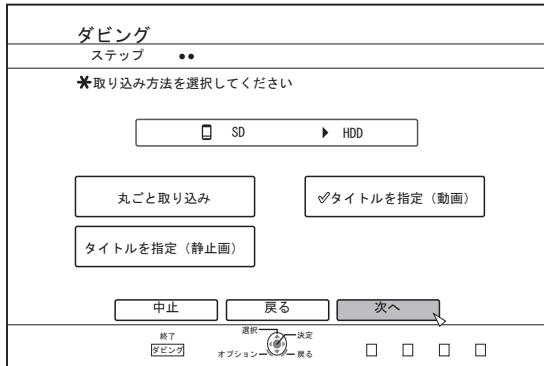 ダビング
ステップ
取り込み方法を選択してください
SD HDD
丸ごと取り込み
タイトルを指定（動画）
タイトルを指定（静止画）
中止 戻る 次へ
終了
ダビング
選択 決定
オプション 戻る